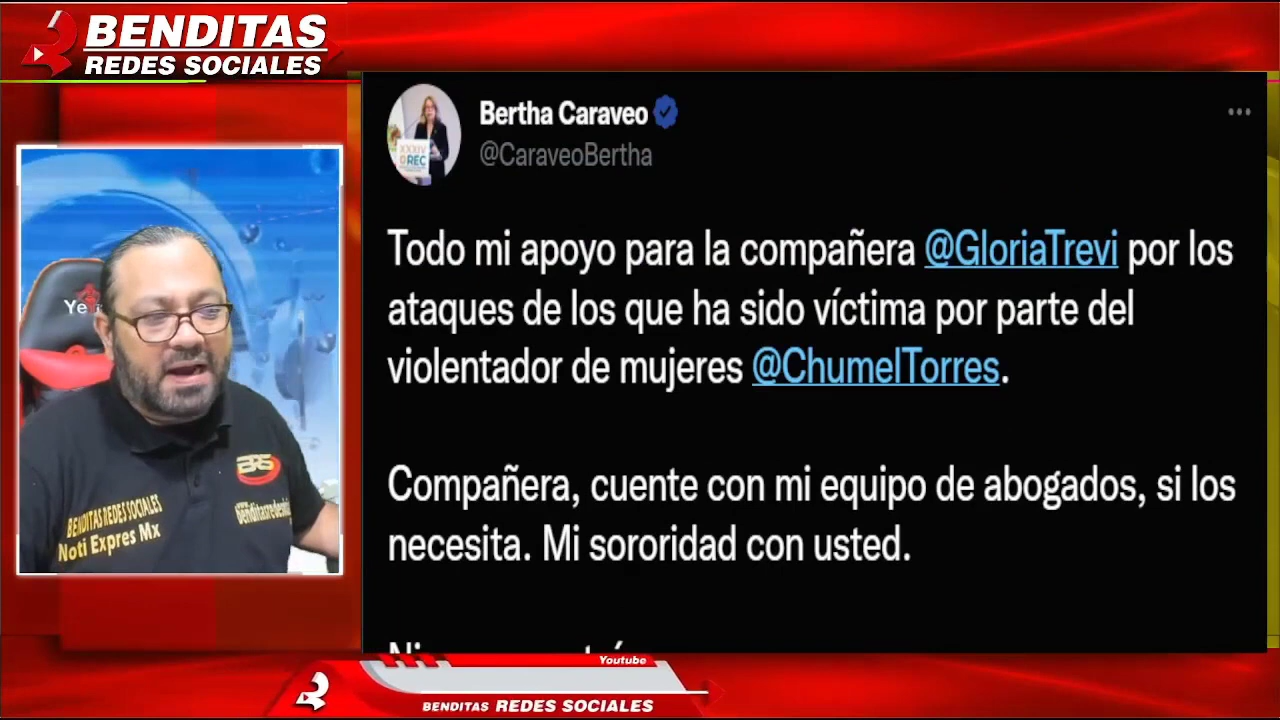 BENDITAS
REDES SOCIALES
Bertha Caraveo
@CaraveoBertha
Todo mi apoyo para la compañera @GloriaTrevi por los
ataques de los que ha sido víctima por parte del
violentador de mujeres @ChumelTorres.
Compañera, cuente con mi equipo de abogados, si los
necesita. Mi sororidad con usted.
BRS
BENDITAS REDES SOCIALES
Noti Expres Mx
Youtube
BENDITAS REDES SOCIALES